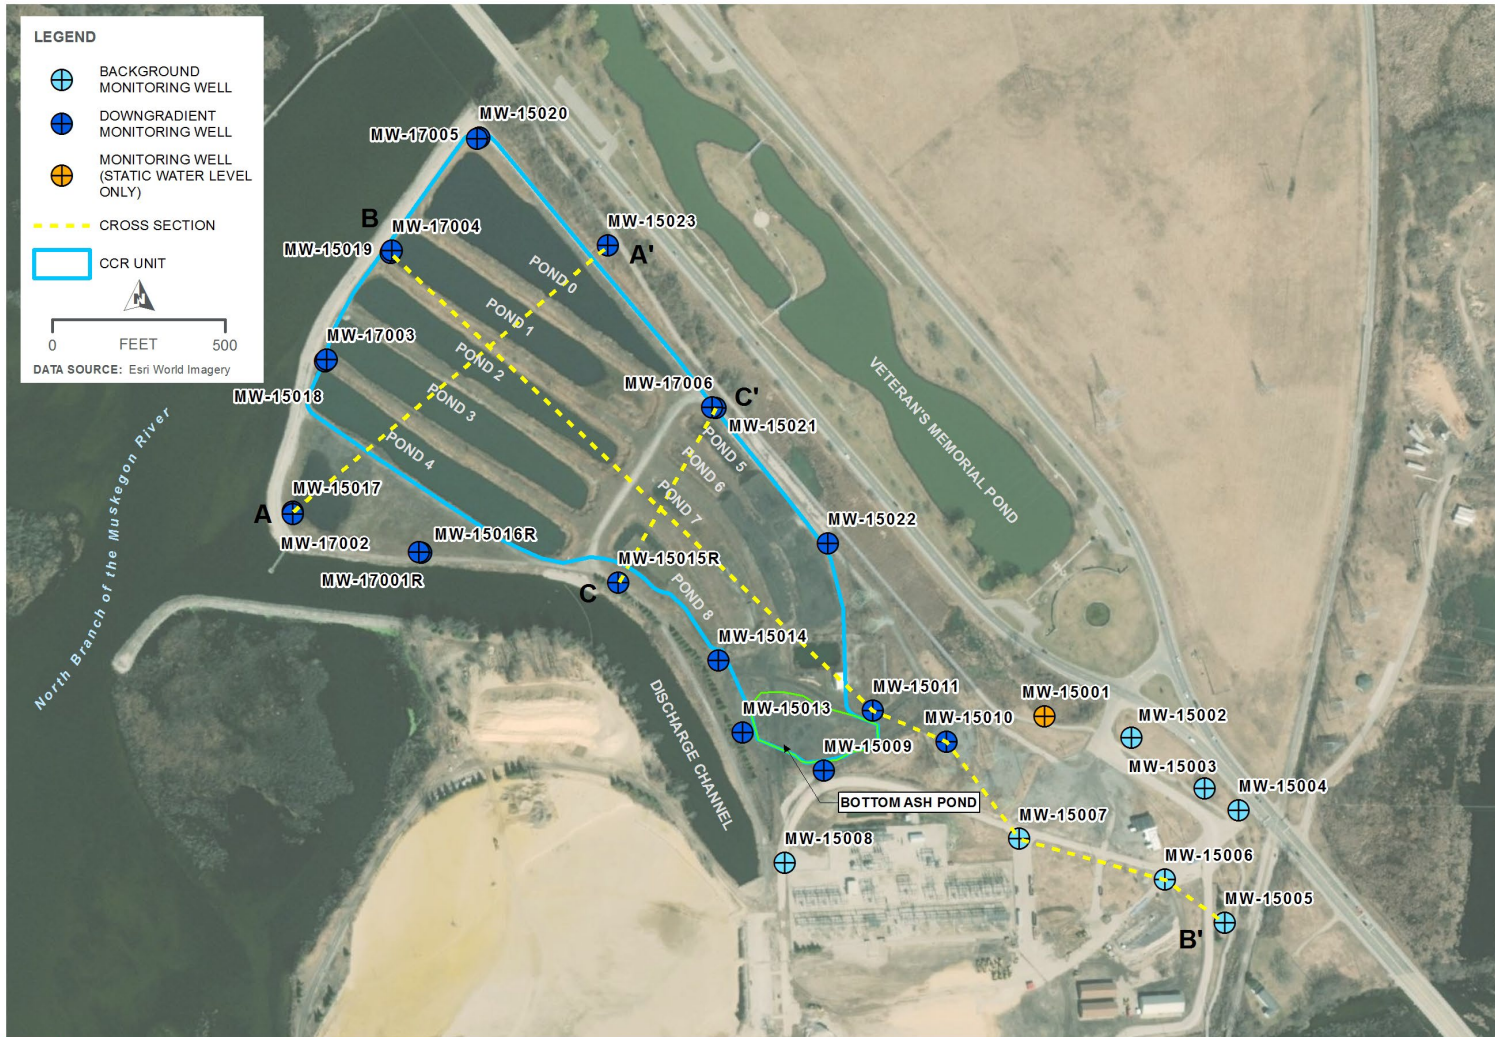 LEGEND
BACKGROUND
MONITORING WELL
DOWNGRADIENT
MONITORING WELL
MONITORING WELL
(STATIC WATER LEVEL
ONLY)
CROSS SECTION
CCR UNIT
N
0 FEET 500
DATA SOURCE: Esri World Imagery
MW-15020
MW-17005
B
MW-17004
MW-15019
MW-15023
A'
POND 0
POND 1
POND 2
POND 3
POND 4
MW-17003
MW-15018
MW-17006
C'
MW-15021
POND 5
POND 6
POND 7
POND 8
VETERAN'S MEMORIAL POND
North Branch of the Muskegon River
A
MW-15017
MW-17002
MW-15016R
MW-17001R
MW-15015R
C
MW-15022
MW-15014
DISCHARGE CHANNEL
MW-15013
MW-15011
MW-15010
MW-15009
BOTTOM ASH POND
MW-15001
MW-15002
MW-15003
MW-15004
MW-15007
MW-15008
MW-15006
MW-15005
B'